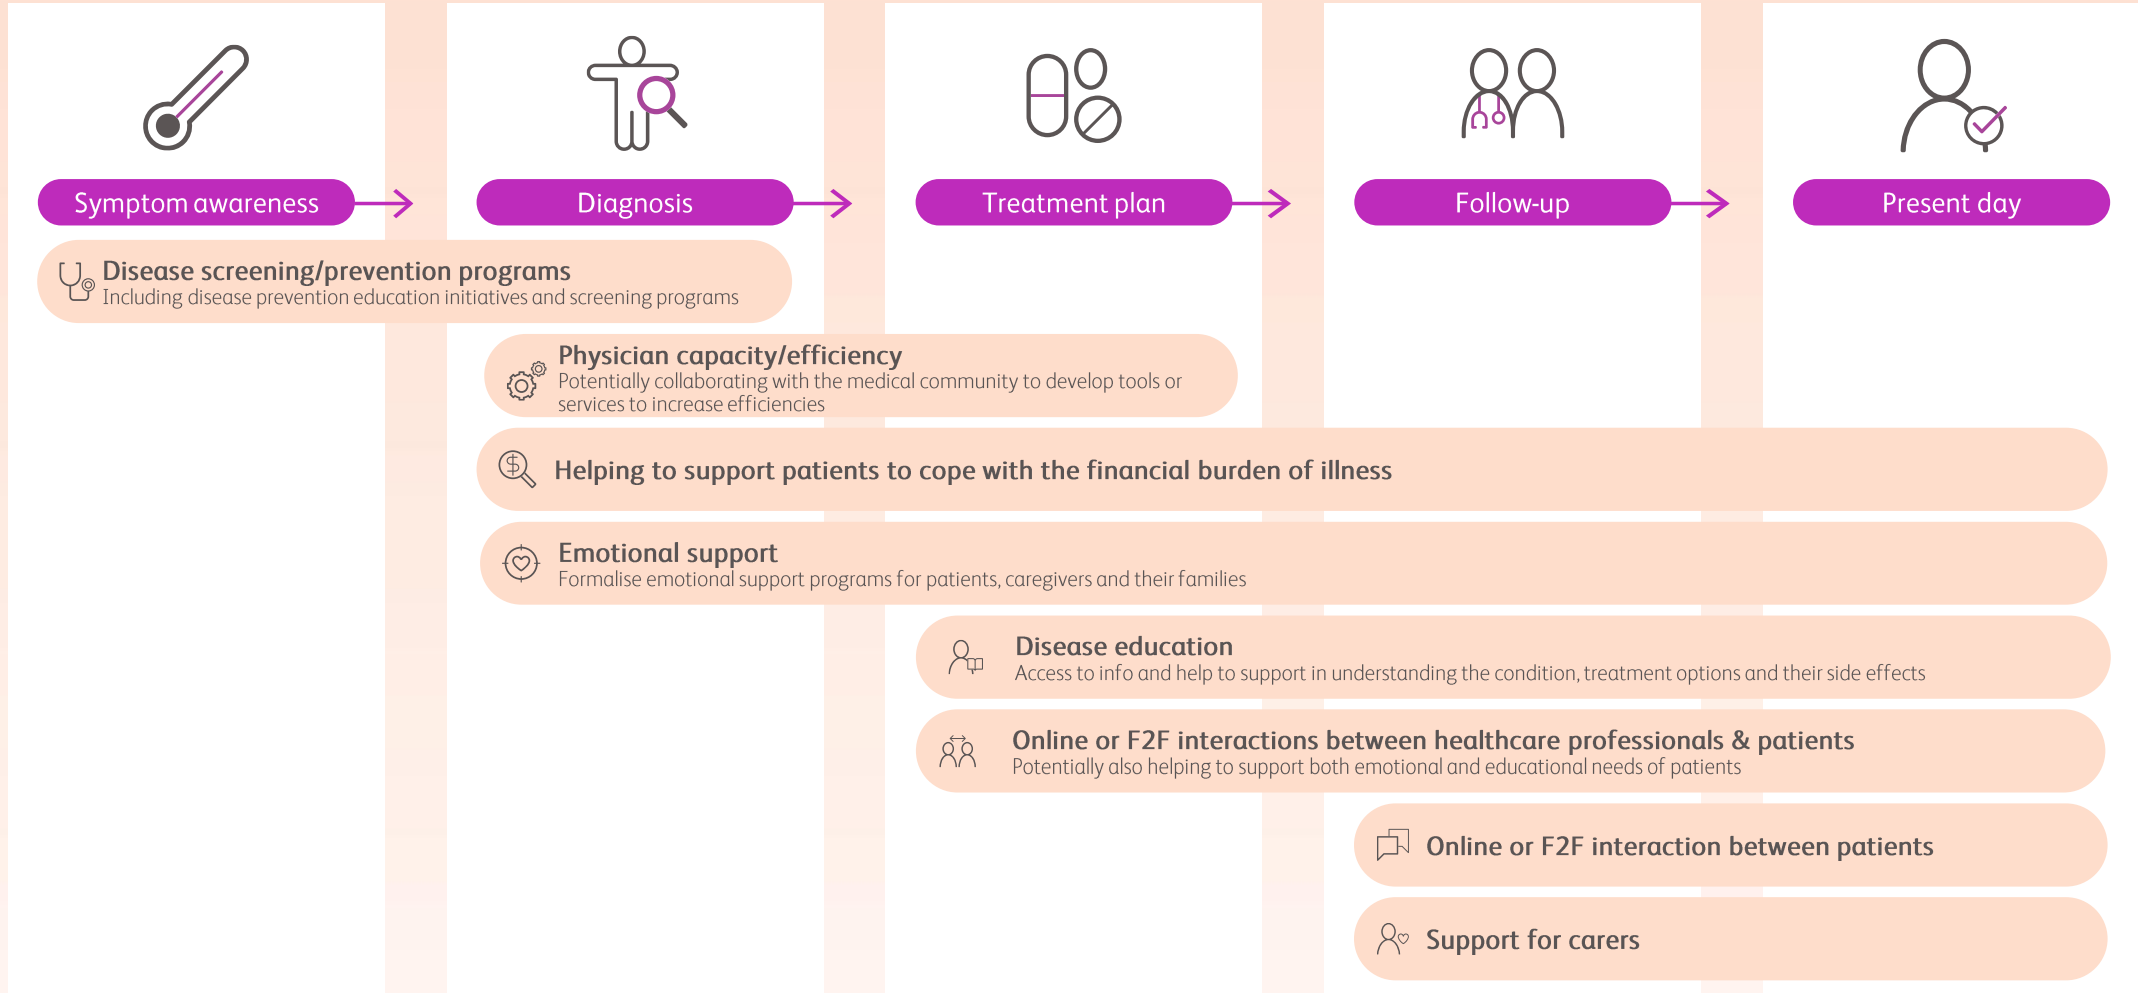 Symptom awareness
Diagnosis
Treatment plan
Follow-up
Present day
Disease screening/prevention programs
Including disease prevention education initiatives and screening programs
Physician capacity/efficiency
Potentially collaborating with the medical community to develop tools or
services to increase efficiencies
Helping to support patients to cope with the financial burden of illness
Emotional support
Formalise emotional support programs for patients, caregivers and their families
Disease education
Access to info and help to support in understanding the condition, treatment options and their side effects
Online or F2F interactions between healthcare professionals & patients
Potentially also helping to support both emotional and educational needs of patients
Online or F2F interaction between patients
Support for carers